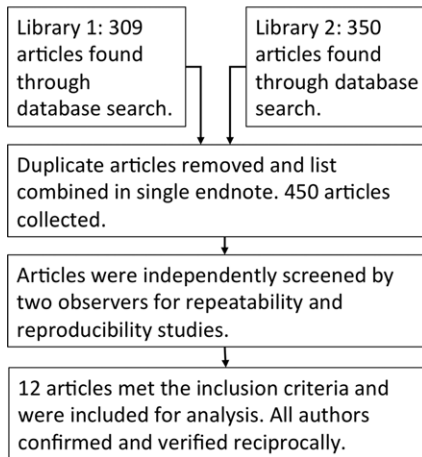 Library 1: 309
articles found
through
database search.
Library 2: 350
articles found
through database
search.
Duplicate articles removed and list
combined in single endnote. 450 articles
collected.
Articles were independently screened by
two observers for repeatability and
reproducibility studies.
12 articles met the inclusion criteria and
were included for analysis. All authors
confirmed and verified reciprocally.